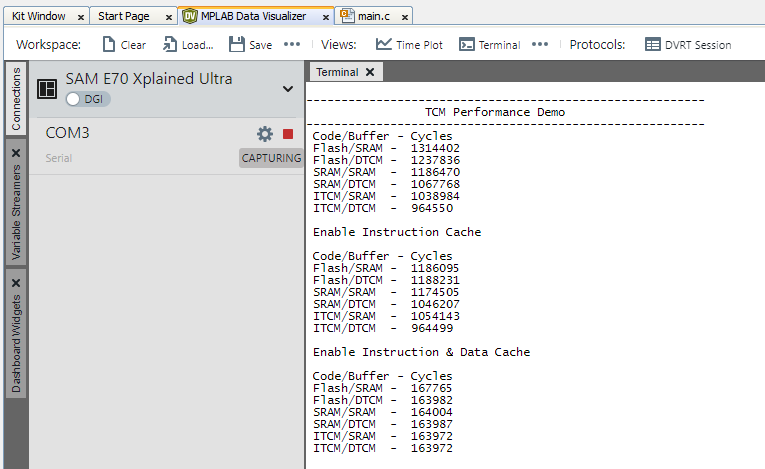 Kit Window x Start Page x DV MPLAB Data Visualizer x main.c x
Workspace: Clear Load... Save ••• Views: Time Plot Terminal ••• Protocols: DVRT Session
Connections
Variable Streamers
Dashboard Widgets
SAM E70 Xplained Ultra
DGI
COM3
Serial CAPTURING
Terminal
----------------------------------------------------------
TCM Performance Demo
----------------------------------------------------------
Code/Buffer - Cycles
Flash/SRAM - 1314402
Flash/DTCM - 1237836
SRAM/SRAM - 1186470
SRAM/DTCM - 1067768
ITCM/SRAM - 1038984
ITCM/DTCM - 964550
Enable Instruction Cache
Code/Buffer - Cycles
Flash/SRAM - 1186095
Flash/DTCM - 1188231
SRAM/SRAM - 1174505
SRAM/DTCM - 1046207
ITCM/SRAM - 1054143
ITCM/DTCM - 964499
Enable Instruction & Data Cache
Code/Buffer - Cycles
Flash/SRAM - 167765
Flash/DTCM - 163982
SRAM/SRAM - 164004
SRAM/DTCM - 163987
ITCM/SRAM - 163972
ITCM/DTCM - 163972